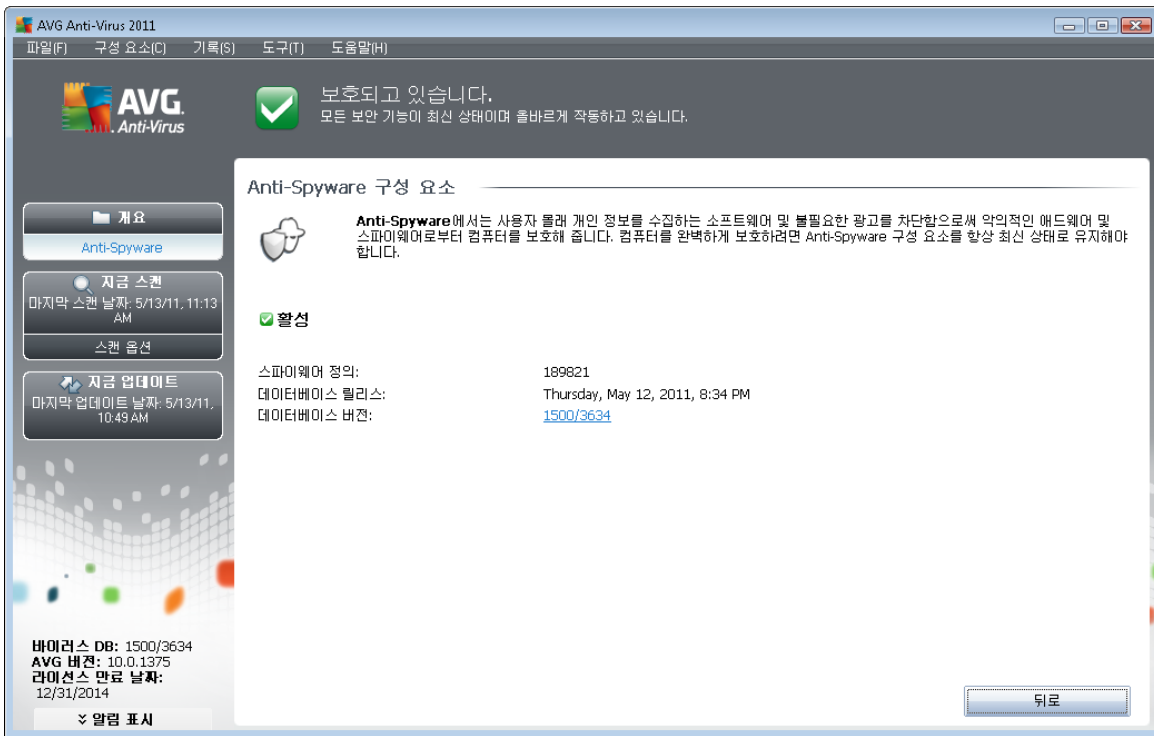 AVG Anti-Virus 2011
파일(F) 구성 요소(C) 기록(S) 도구(T) 도움말(H)
AVG.
Anti-Virus
보호되고 있습니다.
모든 보안 기능이 최신 상태이며 올바르게 작동하고 있습니다.
개요
Anti-Spyware
지금 스캔
마지막 스캔 날짜: 5/13/11, 11:13
AM
스캔 옵션
지금 업데이트
마지막 업데이트 날짜: 5/13/11,
10:49 AM
바이러스 DB: 1500/3634
AVG 버전: 10.0.1375
라이선스 만료 날짜:
12/31/2014
알림 표시
Anti-Spyware 구성 요소
Anti-Spyware에서는 사용자 몰래 개인 정보를 수집하는 소프트웨어 및 불필요한 광고를 차단함으로써 악의적인 애드웨어 및
스파이웨어로부터 컴퓨터를 보호해 줍니다. 컴퓨터를 완벽하게 보호하려면 Anti-Spyware 구성 요소를 항상 최신 상태로 유지해야
합니다.
활성
스파이웨어 정의: 189821
데이터베이스 릴리스: Thursday, May 12, 2011, 8:34 PM
데이터베이스 버전: 1500/3634
뒤로